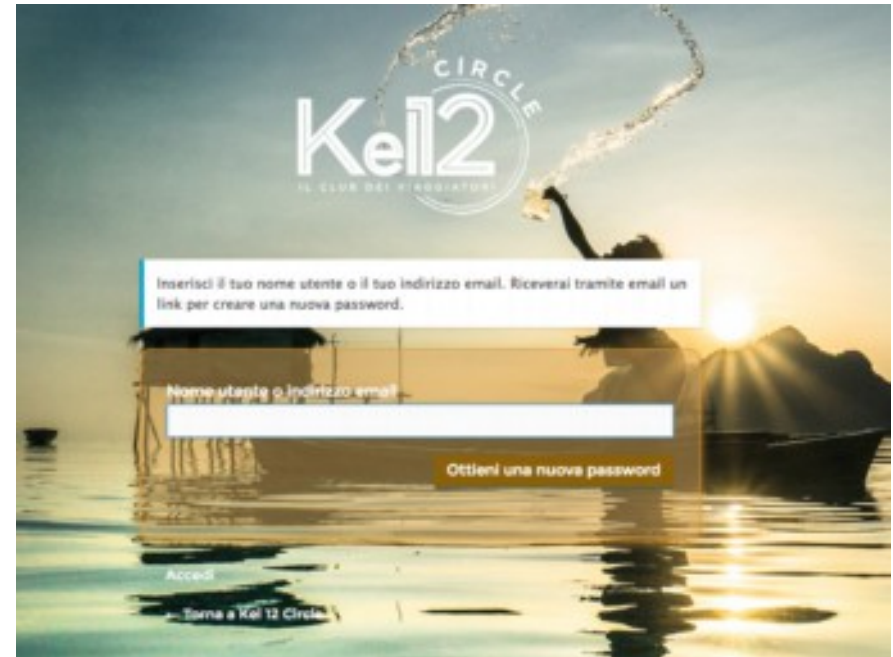 CIRCLE
Kel12
IL CLUB DEI VIAGGIATORI
Inserisci il tuo nome utente o il tuo indirizzo email. Riceverai tramite email un
link per creare una nuova password.
Nome utente o indirizzo email
Ottieni una nuova password
Accedi
← Torna a Kel 12 Circle